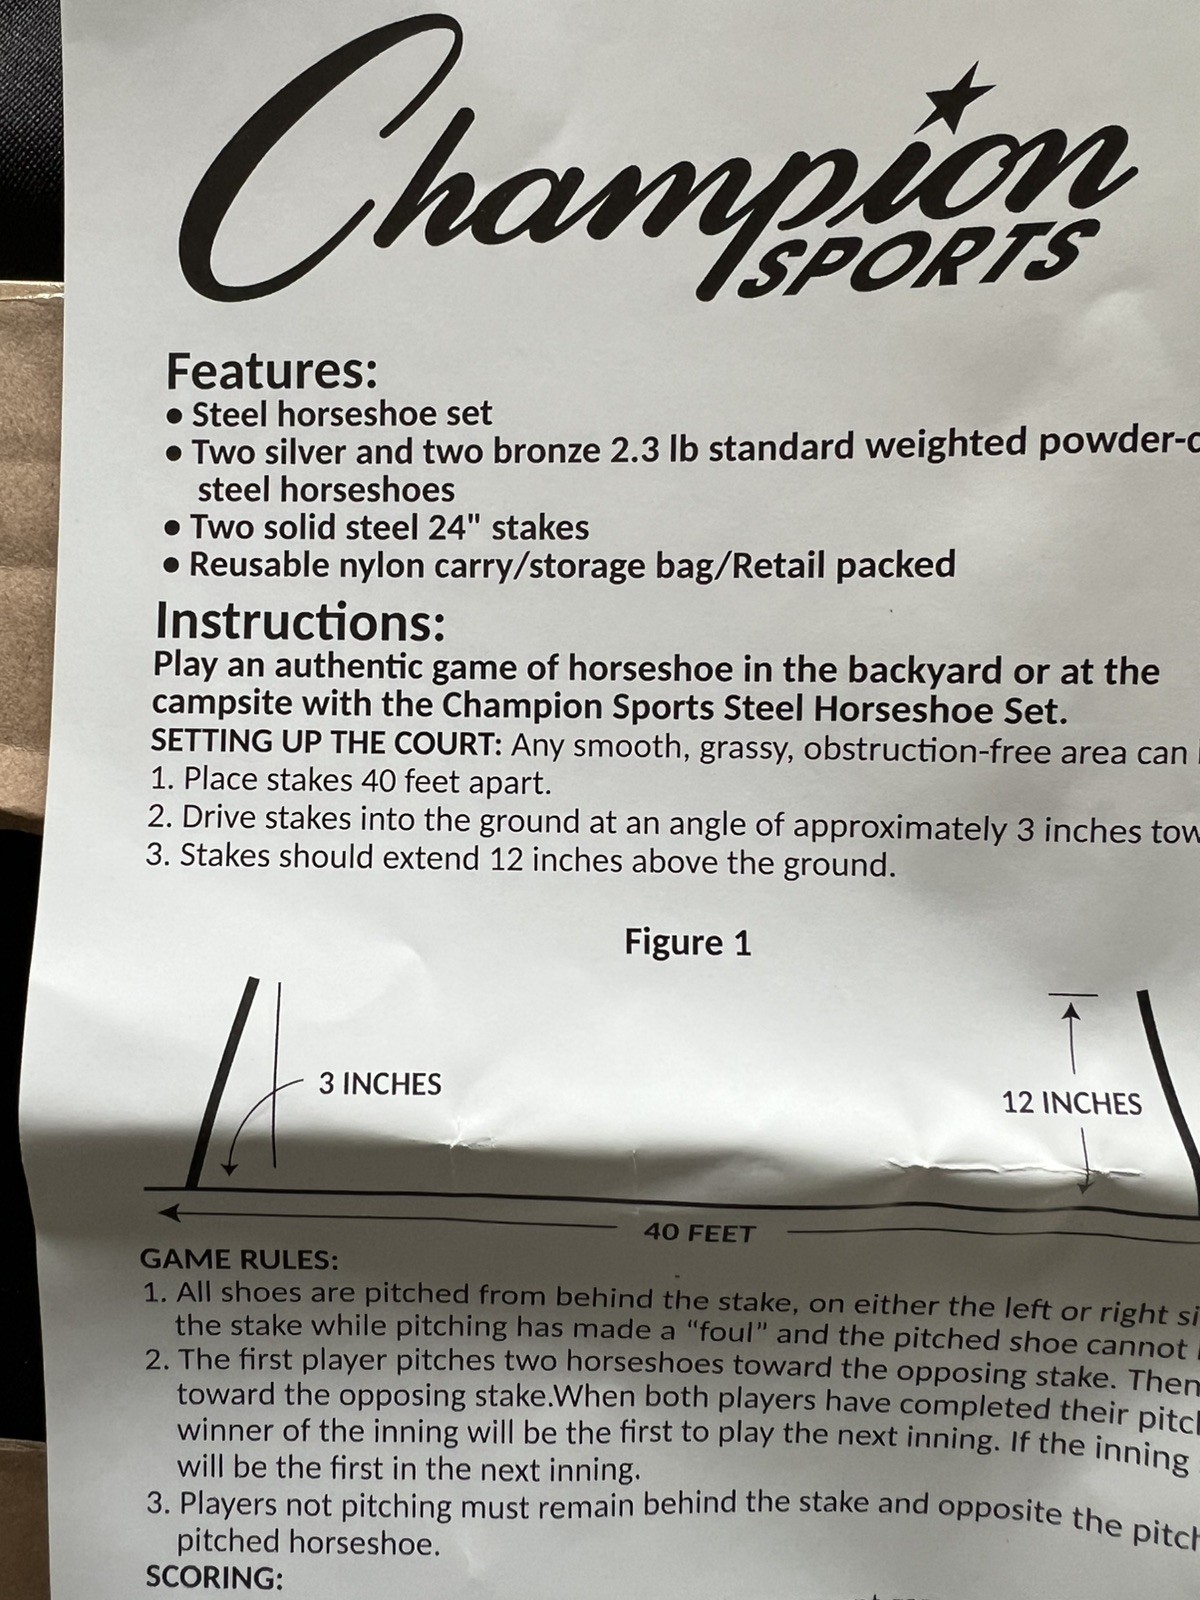 Champion
SPORTS
Features:
• Steel horseshoe set
• Two silver and two bronze 2.3 lb standard weighted powder-
steel horseshoes
• Two solid steel 24" stakes
• Reusable nylon carry/storage bag/Retail packed
Instructions:
Play an authentic game of horseshoe in the backyard or at the
campsite with the Champion Sports Steel Horseshoe Set.
SETTING UP THE COURT: Any smooth, grassy, obstruction-free area can
1. Place stakes 40 feet apart.
2. Drive stakes into the ground at an angle of approximately 3 inches
3. Stakes should extend 12 inches above the ground.
Figure 1
3 INCHES
12 INCHES
40 FEET
GAME RULES:
1. All shoes are pitched from behind the stake, on either the left or right
the stake while pitching has made a “foul” and the pitched shoe cannot
2. The first player pitches two horseshoes toward the opposing stake. Then
toward the opposing stake.When both players have completed their
winner of the inning will be the first to play the next inning. If the inning
will be the first in the next inning.
3. Players not pitching must remain behind the stake and opposite the
pitched horseshoe.
SCORING: